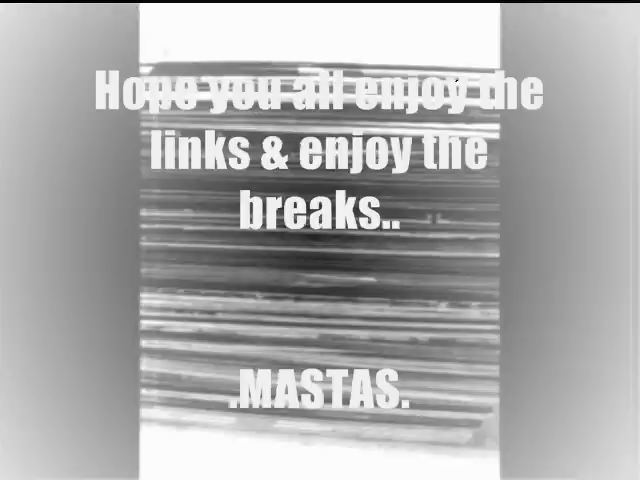 Hope you all enjoy the
links & enjoy the
breaks..
.MASTAS.